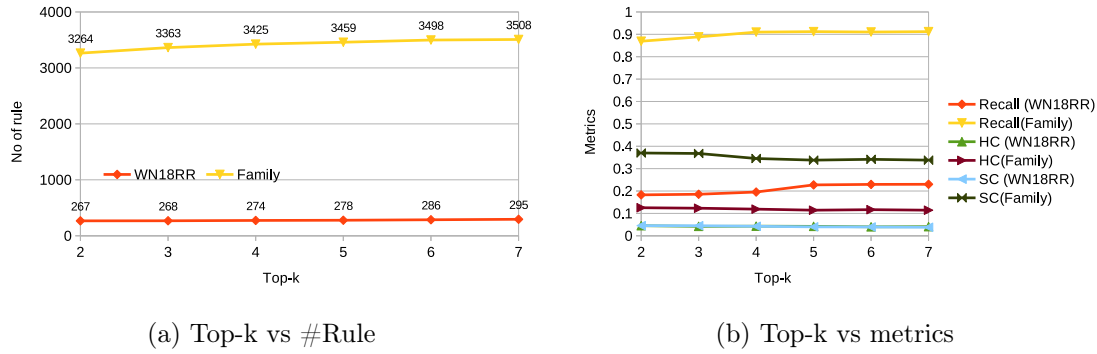 4000
3264 3363 3425 3459 3498 3508
3000
2000
1000
WN18RR Family
267 268 274 278 286 295
0
2 3 4 5 6 7
Top-k
No of rule
(a) Top-k vs #Rule
1
0.9
0.8
0.7
0.6
0.5
0.4
0.3
0.2
0.1
0
2 3 4 5 6 7
Top-k
Metrics
Recall (WN18RR)
Recall(Family)
HC (WN18RR)
HC(Family)
SC (WN18RR)
SC(Family)
(b) Top-k vs metrics